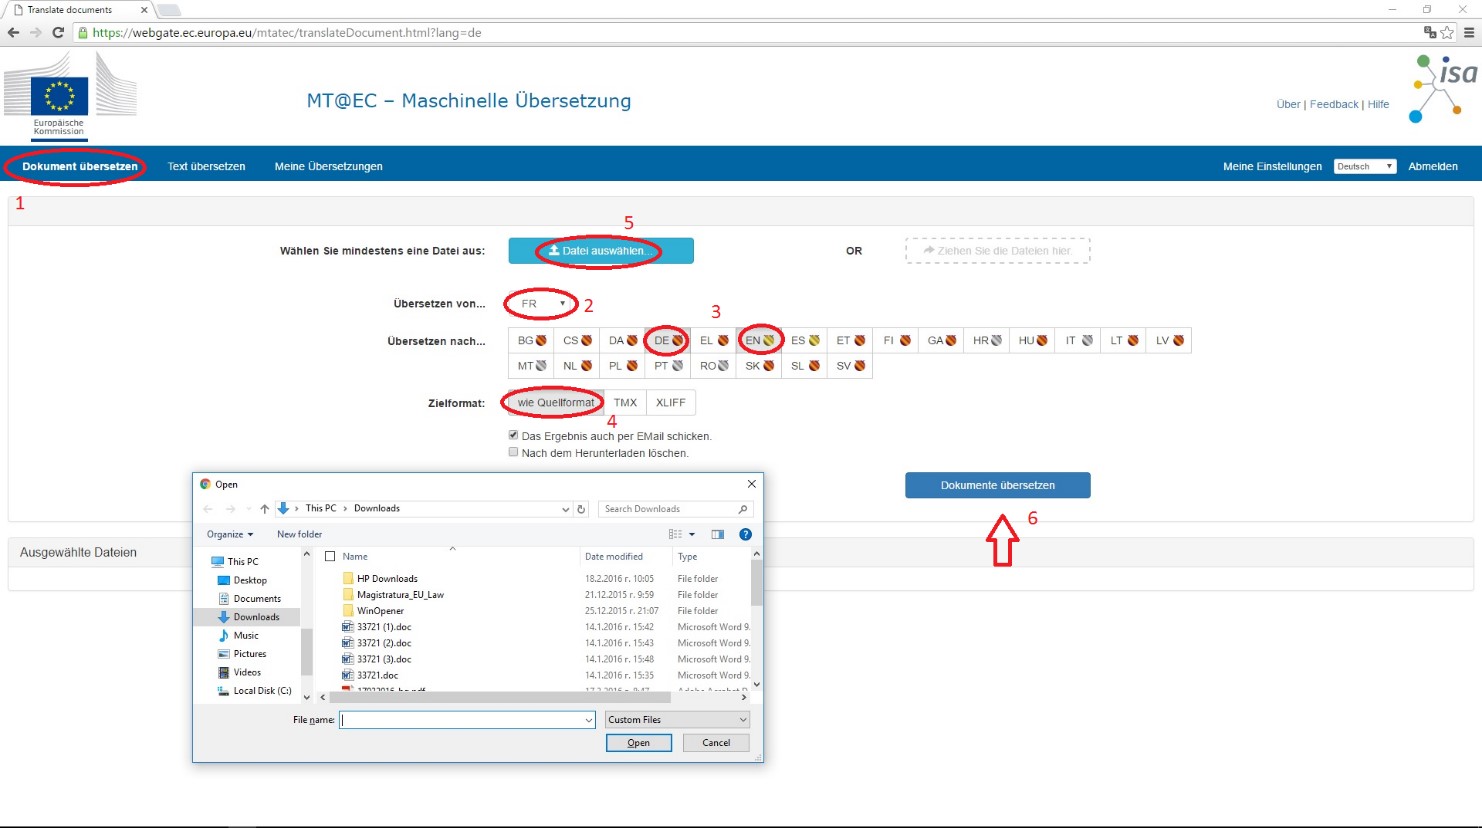 Translate documents
https://webgate.ec.europa.eu/mtatec/translateDocument.html?lang=de
isa
MT@EC – Maschinelle Übersetzung
Über | Feedback | Hilfe
Europäische
Kommission
Dokument übersetzen Text übersetzen Meine Übersetzungen Meine Einstellungen Deutsch Abmelden
1
5
Wählen Sie mindestens eine Datei aus: Datei auswählen... OR Ziehen Sie die Dateien hier.
Übersetzen von... FR 2 3
Übersetzen nach... BG CS DA DE EL EN ES ET FI GA HR HU IT LT LV
MT NL PL PT RO SK SL SV
Zielformat: wie Quellformat TMX XLIFF
4
Das Ergebnis auch per EMail schicken.
Nach dem Herunterladen löschen.
Dokumente übersetzen
6
Ausgewählte Dateien
Open
This PC Downloads Search Downloads
Organize New folder
Name Date modified Type
This PC
Desktop
Documents
Downloads
Music
Pictures
Videos
Local Disk (C:)
HP Downloads 18.2.2016 г. 10:05 File folder
Magistratura_EU_Law 21.12.2015 г. 9:59 File folder
WinOpener 25.12.2015 г. 21:07 File folder
33721 (1).doc 14.1.2016 г. 15:42 Microsoft Word 9.
33721 (2).doc 14.1.2016 г. 15:43 Microsoft Word 9.
33721 (3).doc 14.1.2016 г. 15:48 Microsoft Word 9.
33721.doc 14.1.2016 г. 15:35 Microsoft Word 9.
File name: Custom Files
Open Cancel